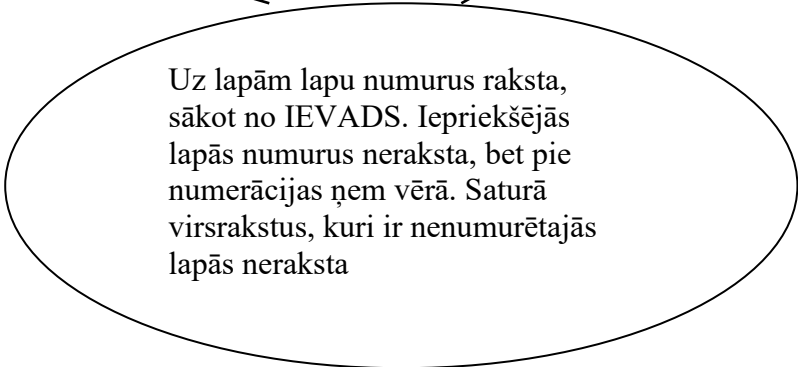 Uz lapām lapu numurus raksta,
sākot no IEVADS. Iepriekšējās
lapās numurus neraksta, bet pie
numerācijas ņem vērā. Saturā
virsrakstus, kuri ir nenumurētajās
lapās neraksta